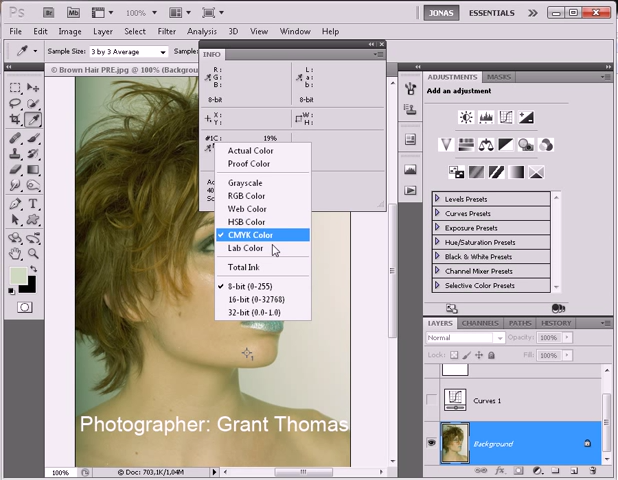 Ps
Mb
100%
JONAS
ESSENTIALS
File
Edit
Image
Layer
Select
Filter
Analysis
3D
View
Window
Help
Sample Size:
3 by 3 Average
INFO
© Brown Hair PRE.jpg @ 100% (Backgrou
R :
G :
B :
8-bit
L :
a :
b :
8-bit
X :
Y :
W :
H :
#1C :
19%
Actual Color
Proof Color
Grayscale
RGB Color
Web Color
HSB Color
CMYK Color
Lab Color
Total Ink
8-bit (0-255)
16-bit (0-32768)
32-bit (0.0-1.0)
1
Photographer: Grant Thomas
100%
Doc: 703,1K/1,04M
ADJUSTMENTS
MASKS
Add an adjustment
Levels Presets
Curves Presets
Exposure Presets
Hue/Saturation Presets
Black & White Presets
Channel Mixer Presets
Selective Color Presets
LAYERS
CHANNELS
PATHS
HISTORY
Normal
Opacity:
100%
Lock:
Fill:
100%
Curves 1
Background